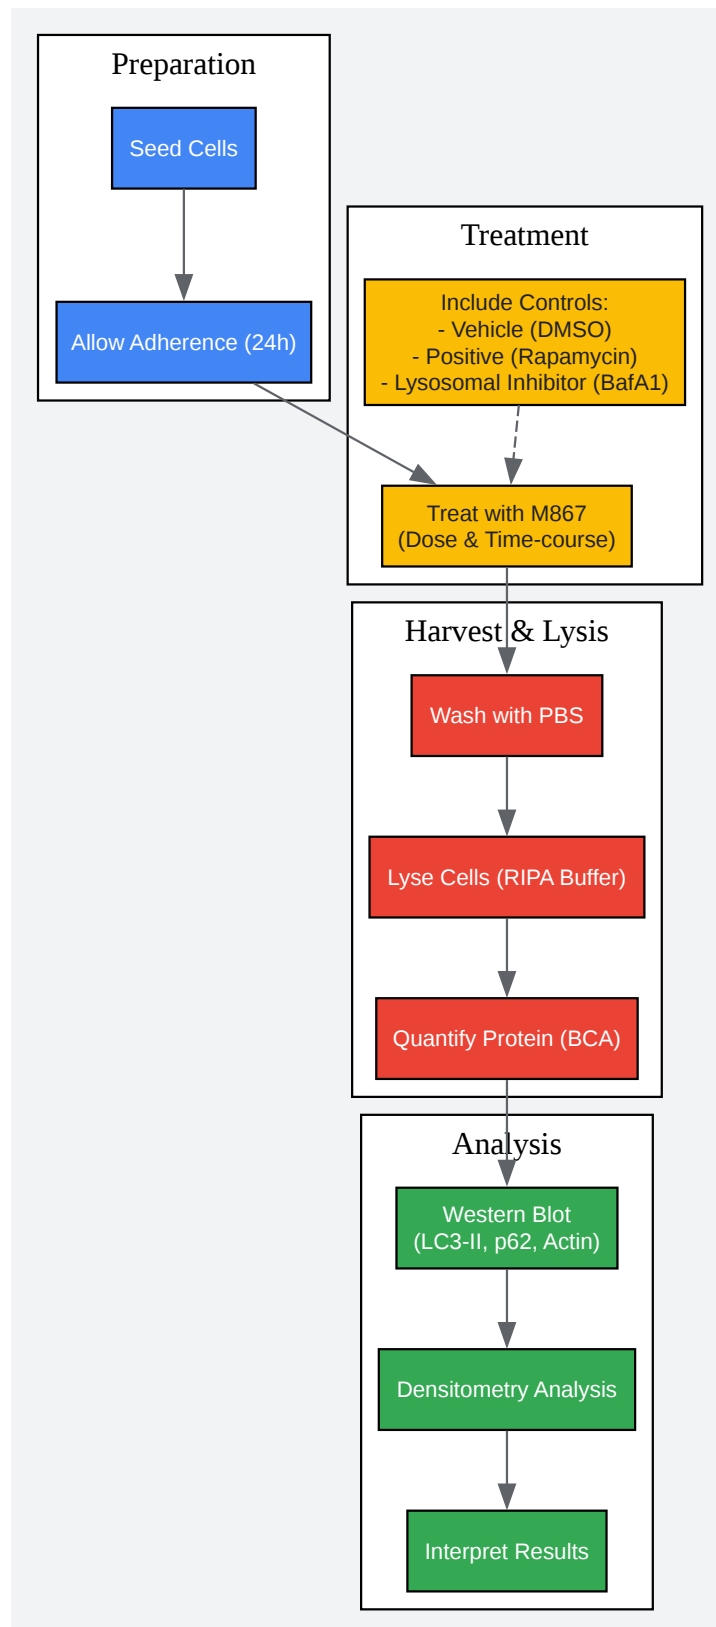 Preparation
Seed Cells
Allow Adherence (24h)
Treatment
Include Controls:
- Vehicle (DMSO)
- Positive (Rapamycin)
- Lysosomal Inhibitor (BafA1)
Treat with M867
(Dose & Time-course)
Harvest & Lysis
Wash with PBS
Lyse Cells (RIPA Buffer)
Quantify Protein (BCA)
Analysis
Western Blot
(LC3-II, p62, Actin)
Densitometry Analysis
Interpret Results